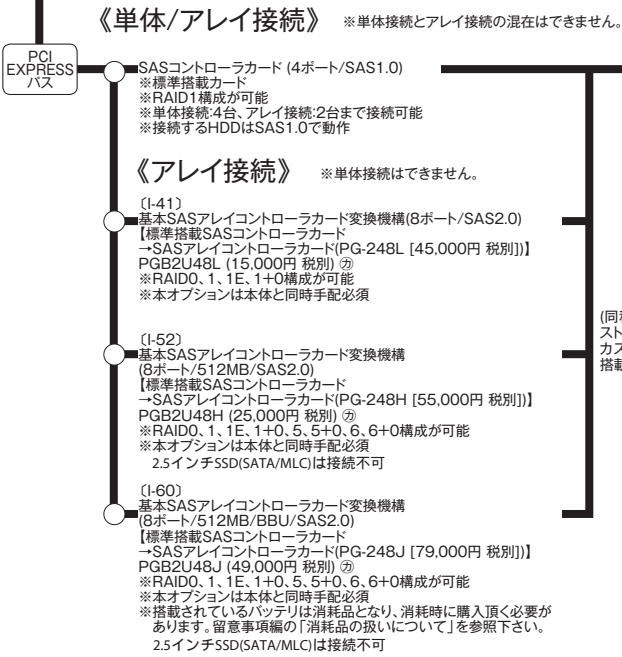 《単体/アレイ接続》 ※単体接続とアレイ接続の混在はできません。
PCI
EXPRESS
バス
SASコントローラカード (4ポート/SAS1.0)
※標準搭載カード
※RAID1構成が可能
※単体接続:4台、アレイ接続:2台まで接続可能
※接続するHDDはSAS1.0で動作
《アレイ接続》 ※単体接続はできません。
〔I-41〕
基本SASアレイコントローラカード変換機構(8ポート/SAS2.0)
【標準搭載SASコントローラカード
→SASアレイコントローラカード(PG-248L [45,000円 税別])】
PGB2U48L (15,000円 税別) ㋕
※RAID0、1、1E、1+0構成が可能
※本オプションは本体と同時手配必須
〔I-52〕
基本SASアレイコントローラカード変換機構
(8ポート/512MB/SAS2.0)
【標準搭載SASコントローラカード
→SASアレイコントローラカード(PG-248H [55,000円 税別])】
PGB2U48H (25,000円 税別) ㋕
※RAID0、1、1E、1+0、5、5+0、6、6+0構成が可能
※本オプションは本体と同時手配必須
2.5インチSSD(SATA/MLC)は接続不可
〔I-60〕
基本SASアレイコントローラカード変換機構
(8ポート/512MB/BBU/SAS2.0)
【標準搭載SASコントローラカード
→SASアレイコントローラカード(PG-248J [79,000円 税別])】
PGB2U48J (49,000円 税別) ㋕
※RAID0、1、1E、1+0、5、5+0、6、6+0構成が可能
※本オプションは本体と同時手配必須
※搭載されているバッテリは消耗品となり、消耗時に購入頂く必要が
あります。留意事項編の「消耗品の扱いについて」を参照下さい。
2.5インチSSD(SATA/MLC)は接続不可
(同
スト
カス
搭載